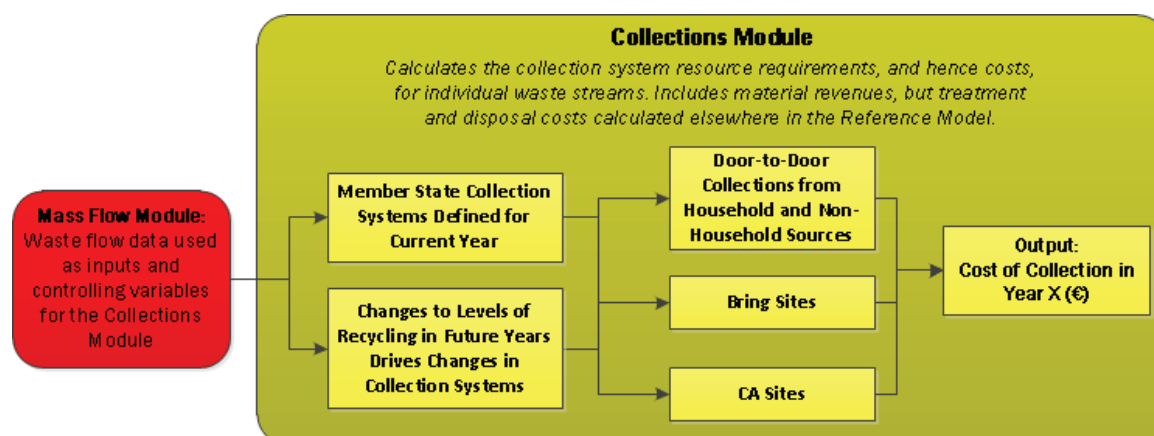 Collections Module
Calculates the collection system resource requirements, and hence costs,
for individual waste streams. Includes material revenues, but treatment
and disposal costs calculated elsewhere in the Reference Model.
Mass Flow Module:
Waste flow data used
as inputs and
controlling variables
for the Collections
Module
Member State Collection
Systems Defined for
Current Year
Changes to Levels of
Recycling in Future Years
Drives Changes in
Collection Systems
Door-to-Door
Collections from
Household and Non-
Household Sources
Bring Sites
CA Sites
Output:
Cost of Collection in
Year X (€)